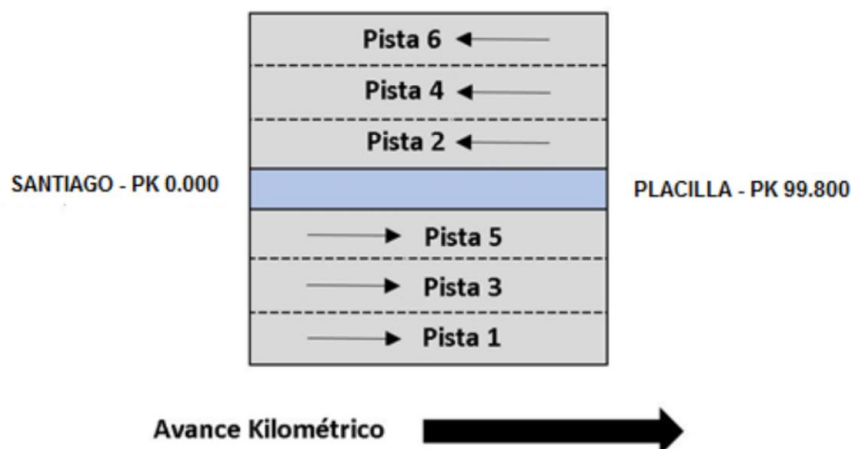 Pista 6
Pista 4
Pista 2
SANTIAGO - PK 0.000
PLACILLA - PK 99.800
Pista 5
Pista 3
Pista 1
Avance Kilométrico